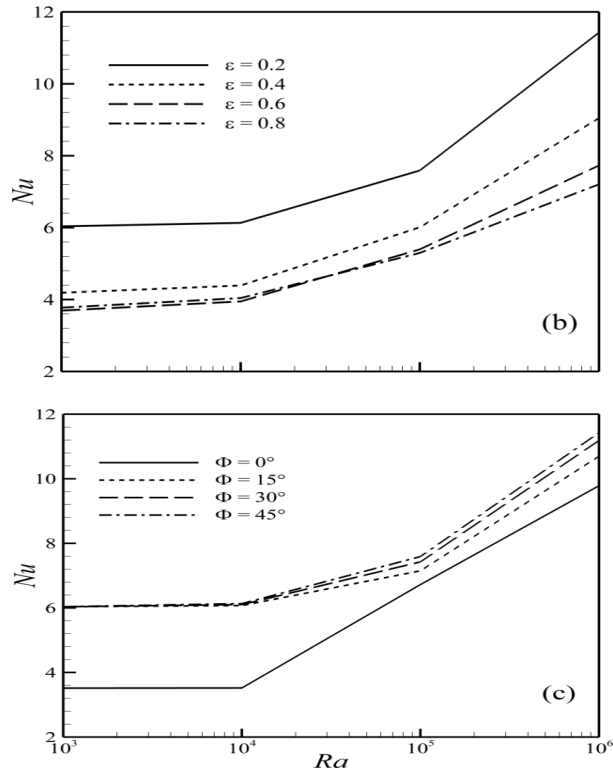 12
10
8
6
4
2
Nu
ε = 0.2
ε = 0.4
ε = 0.6
ε = 0.8
(b)
12
10
8
6
4
2
Nu
Φ = 0°
Φ = 15°
Φ = 30°
Φ = 45°
(c)
10³ 10⁴ 10⁵ 10⁶
Ra